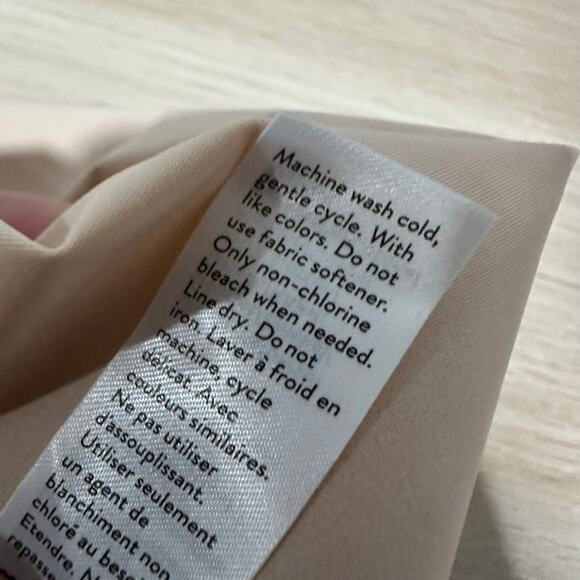 Machine wash cold,
gentle cycle. With
like colors. Do not
use fabric softener.
Only non-chlorine
bleach when needed.
Line dry. Do not
iron. Laver à froid en
machine, cycle
délicat. Avec
couleurs similaires.
Ne pas utiliser
d'assouplissant.
Utiliser seulement
un agent de
blanchiment non
chloré au besoin
Etendre. N
repasse